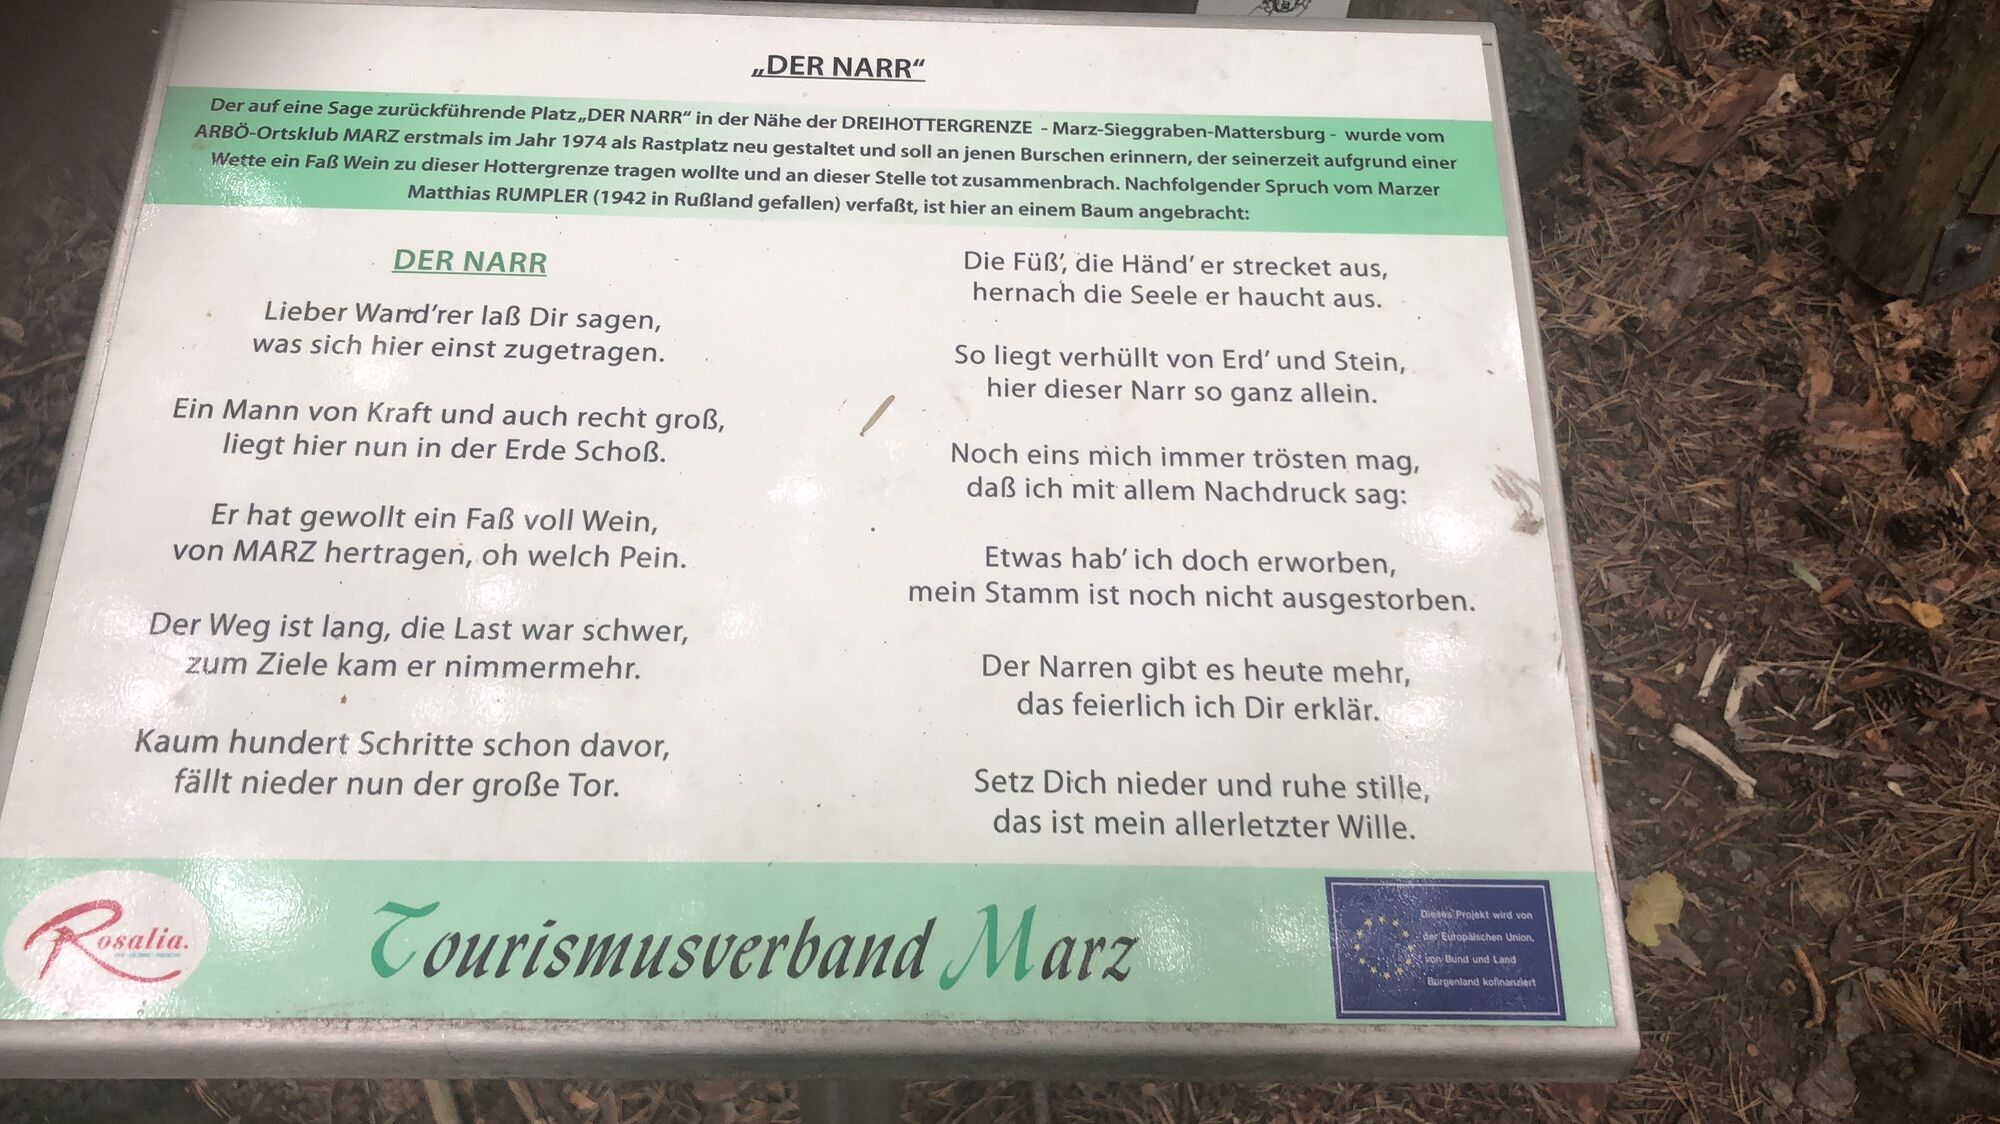 „DER NARR“
Der auf eine Sage zurückführende Platz „DER NARR“ in der Nähe der DREIHOTTERGRENZE - Marz-Sieggraben-Mattersburg - wurde vom
ARBÖ-Ortsklub MARZ erstmals im Jahr 1974 als Rastplatz neu gestaltet und soll an jenen Burschen erinnern, der seinerzeit aufgrund einer
Wette ein Faß Wein zu dieser Hottergrenze tragen wollte und an dieser Stelle tot zusammenbrach. Nachfolgender Spruch vom Marzer
Matthias RUMPLER (1942 in Rußland gefallen) verfaßt, ist hier an einem Baum angebracht:
DER NARR
Lieber Wand’rer laß Dir sagen,
was sich hier einst zugetragen.
Ein Mann von Kraft und auch recht groß,
liegt hier nun in der Erde Schoß.
Er hat gewollt ein Faß voll Wein,
von MARZ hertragen, oh welch Pein.
Der Weg ist lang, die Last war schwer,
zum Ziele kam er nimmermehr.
Kaum hundert Schritte schon davor,
fällt nieder nun der große Tor.
Die Füß’, die Händ’ er strecket aus,
hernach die Seele er haucht aus.
So liegt verhüllt von Erd’ und Stein,
hier dieser Narr so ganz allein.
Noch eins mich immer trösten mag,
daß ich mit allem Nachdruck sag:
Etwas hab’ ich doch erworben,
mein Stamm ist noch nicht ausgestorben.
Der Narren gibt es heute mehr,
das feierlich ich Dir erklär.
Setz Dich nieder und ruhe stille,
das ist mein allerletzter Wille.
Rosalia.
Tourismusverband Marz
Dieses Projekt wird von
der Europäischen Union,
von Bund und Land
Burgenland kofinanziert